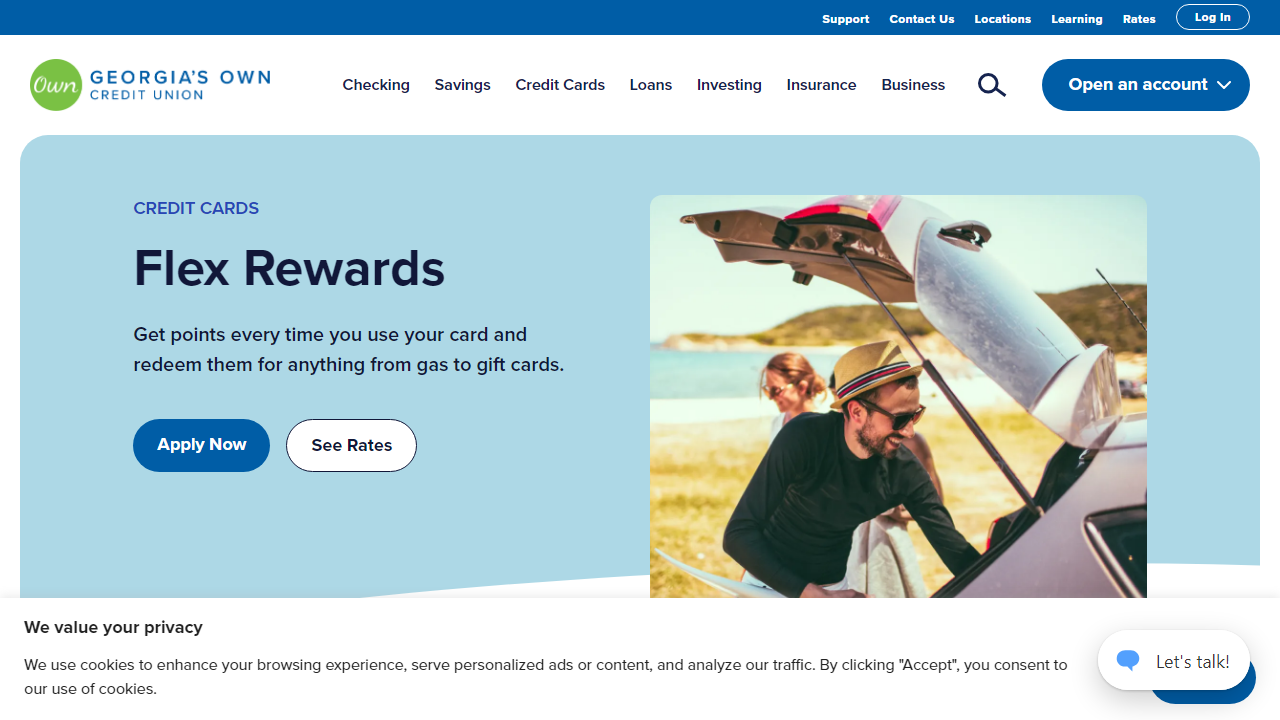 Support Contact Us Locations Learning Rates Log In
Own GEORGIA'S OWN
CREDIT UNION
Checking Savings Credit Cards Loans Investing Insurance Business Open an account
CREDIT CARDS
Flex Rewards
Get points every time you use your card and
redeem them for anything from gas to gift cards.
Apply Now See Rates
We value your privacy
We use cookies to enhance your browsing experience, serve personalized ads or content, and analyze our traffic. By clicking "Accept", you consent to
our use of cookies.
Let's talk!